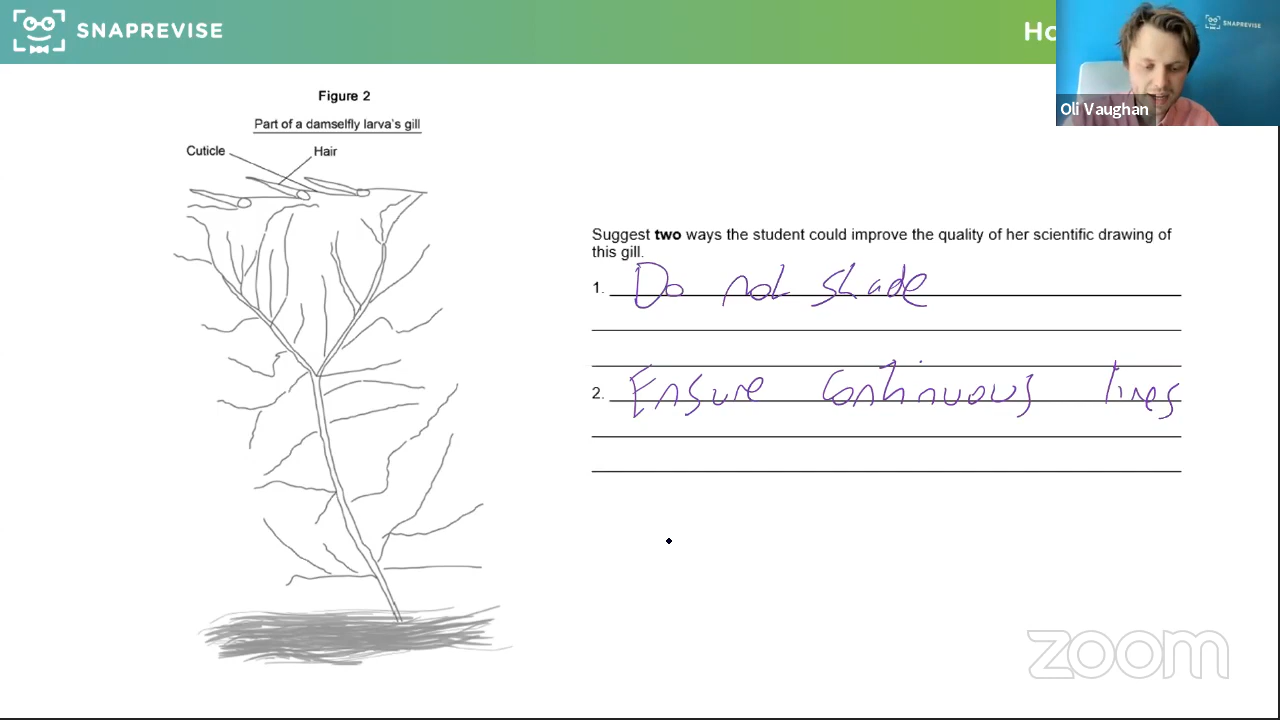 SNAPREVISE
Ho
SNAPREVISE
Oli Vaughan
Figure 2
Part of a damselfly larva's gill
Cuticle
Hair
Suggest two ways the student could improve the quality of her scientific drawing of
this gill.
1. Do not shade
2. Ensure continuous lines
zoom